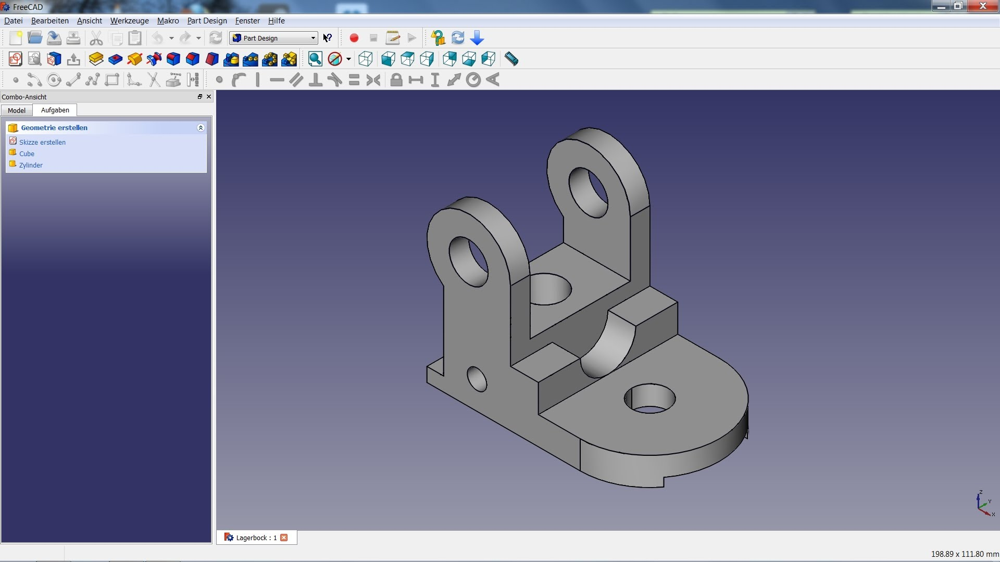 FreeCAD
Datei Bearbeiten Ansicht Werkzeuge Makro Part Design Fenster Hilfe
Part Design
Combo-Ansicht
Model Aufgaben
Geometrie erstellen
Skizze erstellen
Cube
Zylinder
Z
Y
X
Lagerbock : 1
198.89 x 111.80 mm